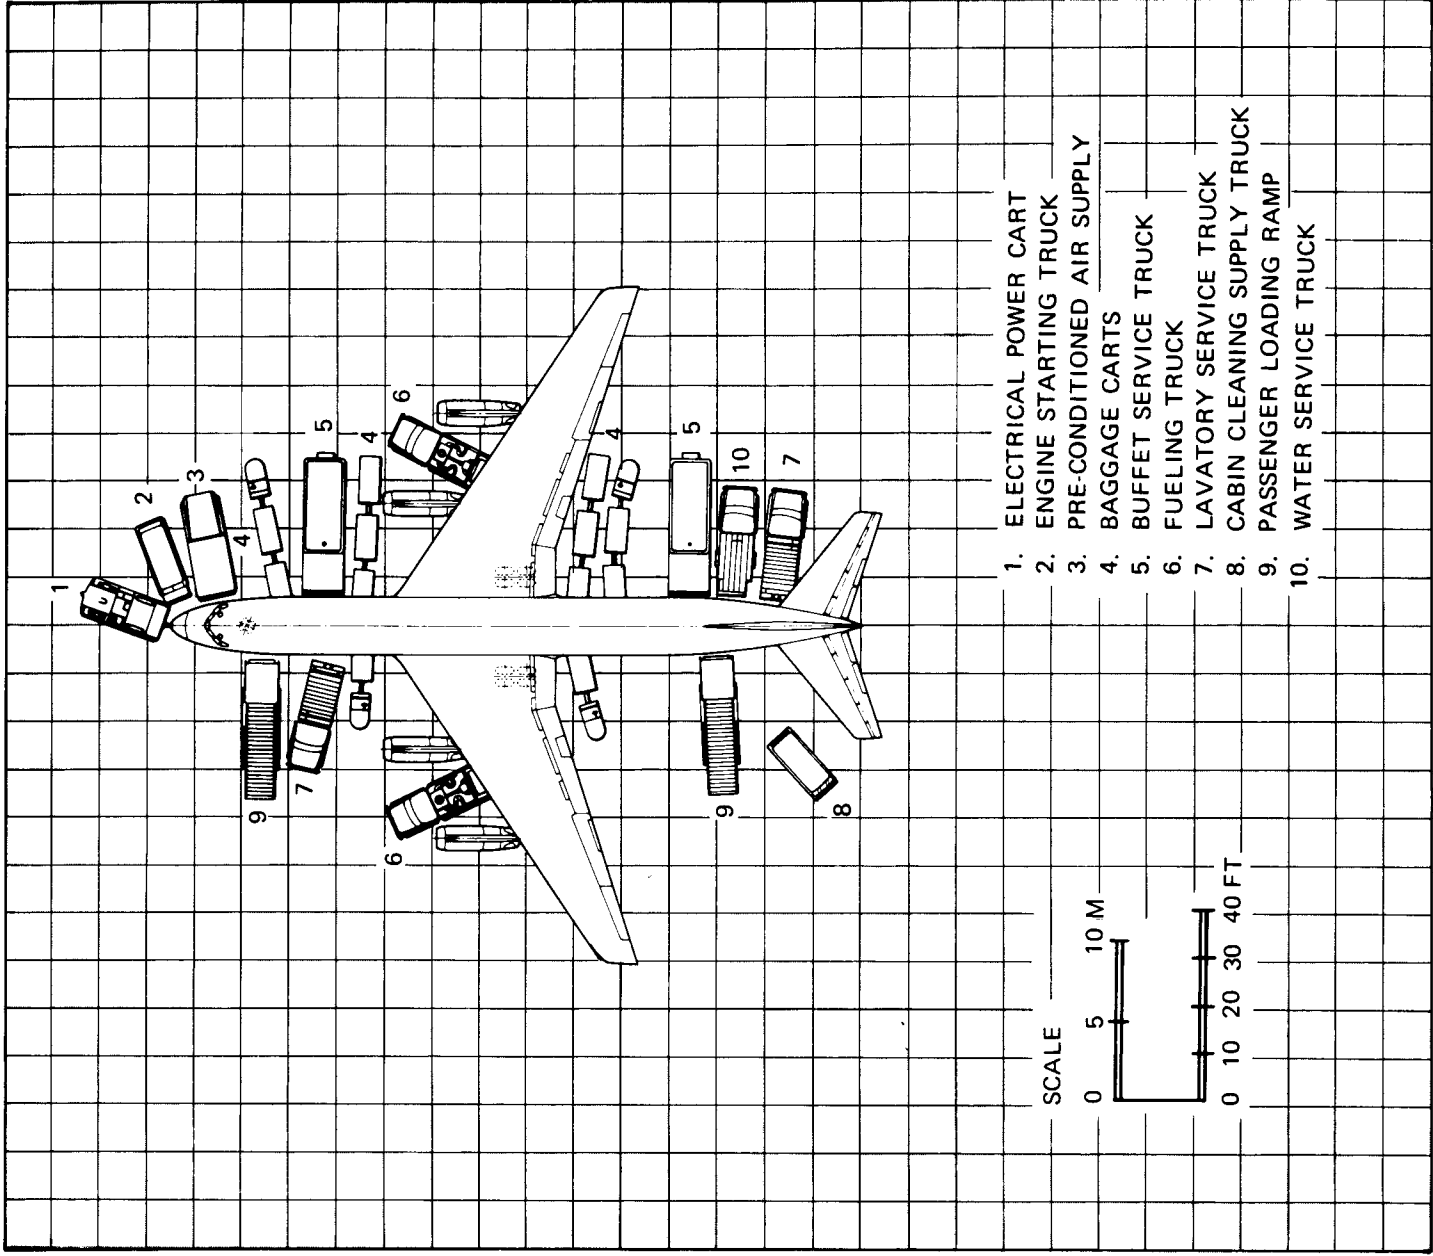 1
2
3
4
5
4
6
4
5
10
7
9
7
6
9
8
1. ELECTRICAL POWER CART
2. ENGINE STARTING TRUCK
3. PRE-CONDITIONED AIR SUPPLY
4. BAGGAGE CARTS
5. BUFFET SERVICE TRUCK
6. FUELING TRUCK
7. LAVATORY SERVICE TRUCK
8. CABIN CLEANING SUPPLY TRUCK
9. PASSENGER LOADING RAMP
10. WATER SERVICE TRUCK
SCALE
0 5 10 M
0 10 20 30 40 FT